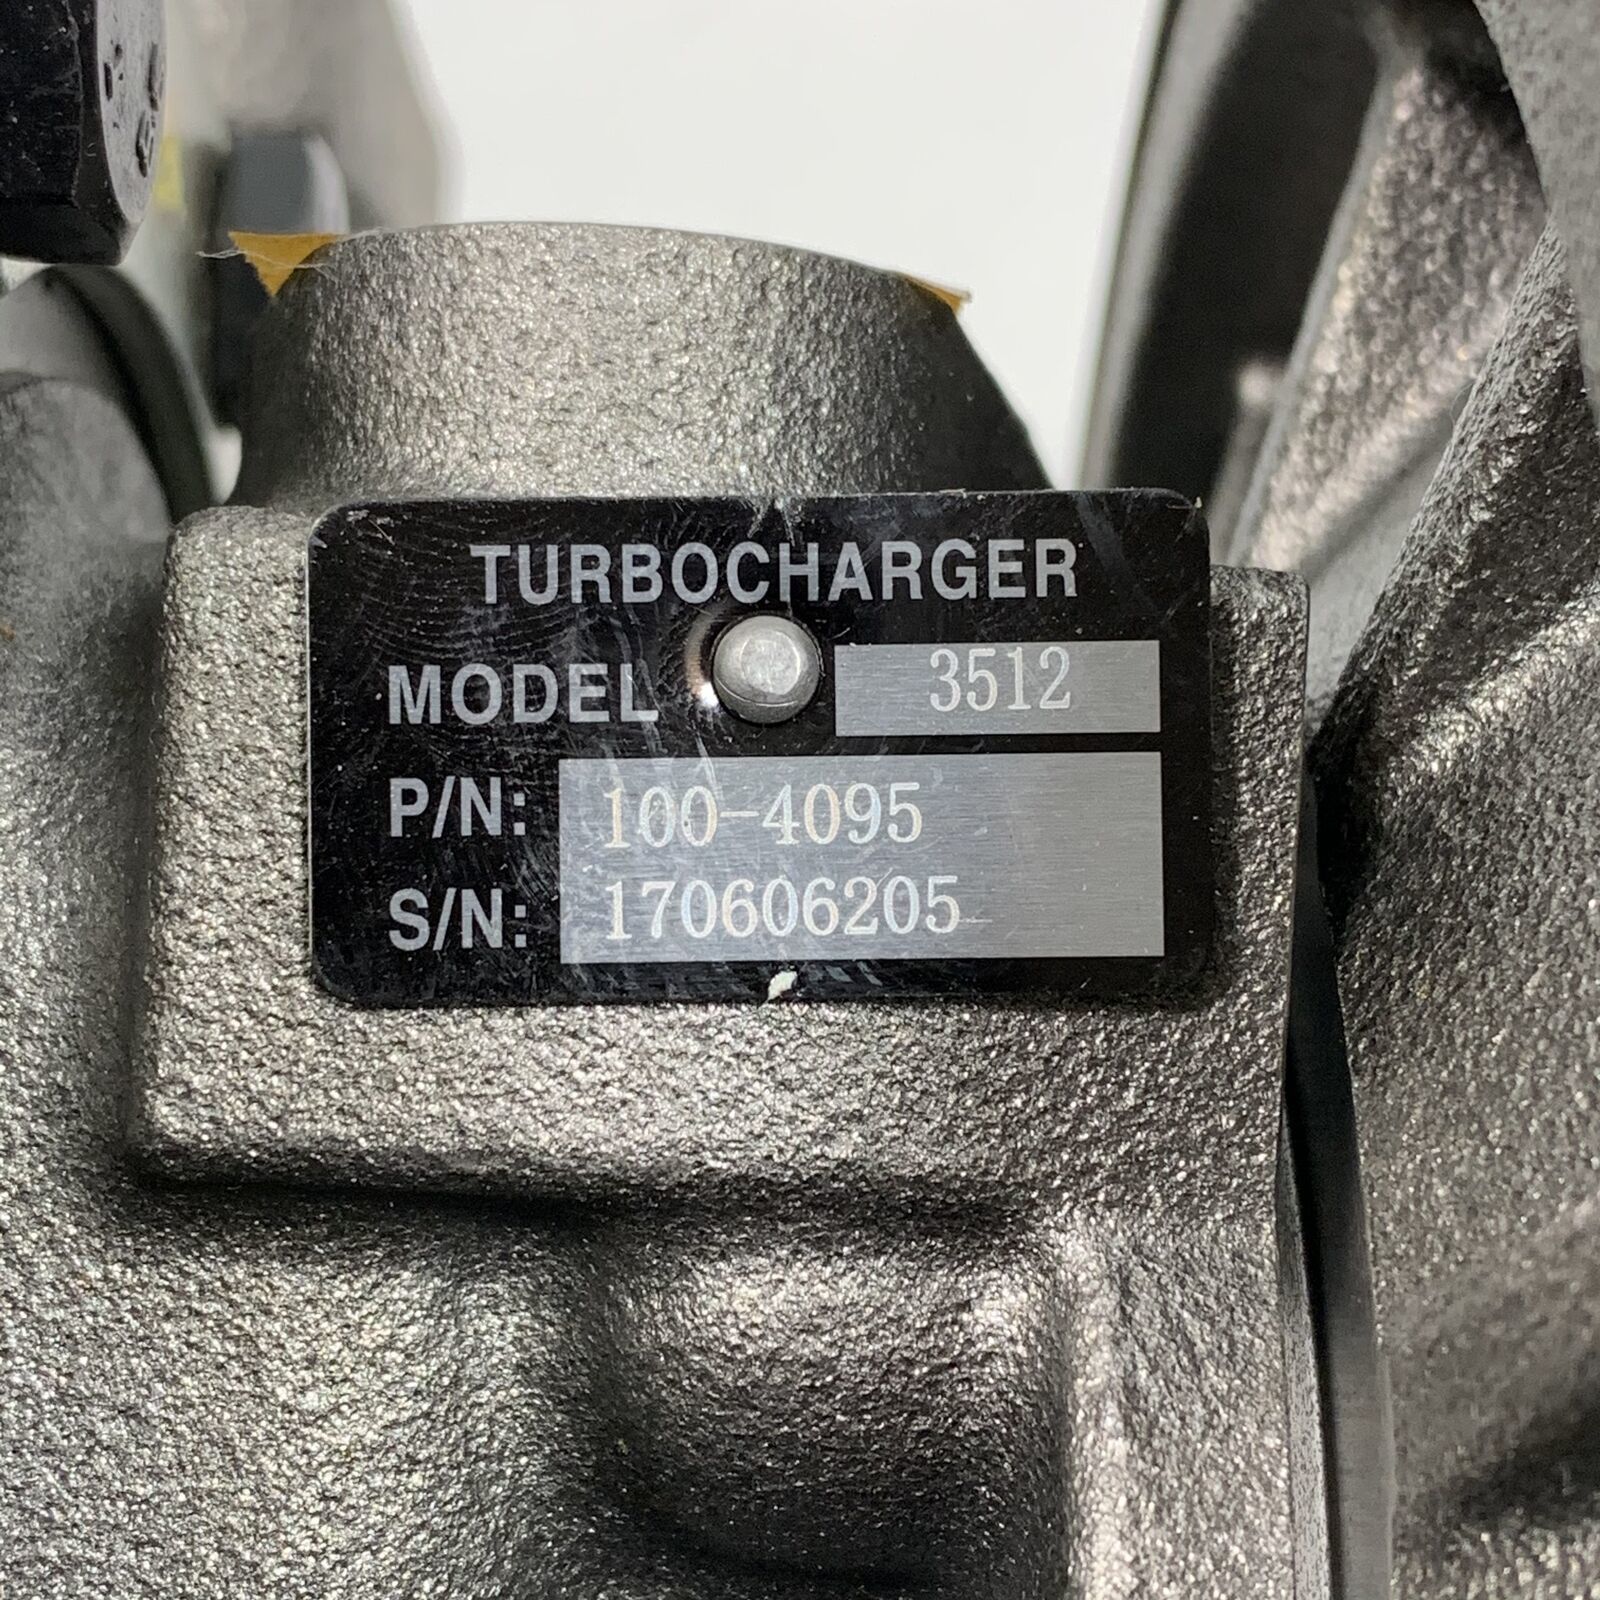 TURBOCHARGER
MODEL 3512
P/N: 100-4095
S/N: 170606205